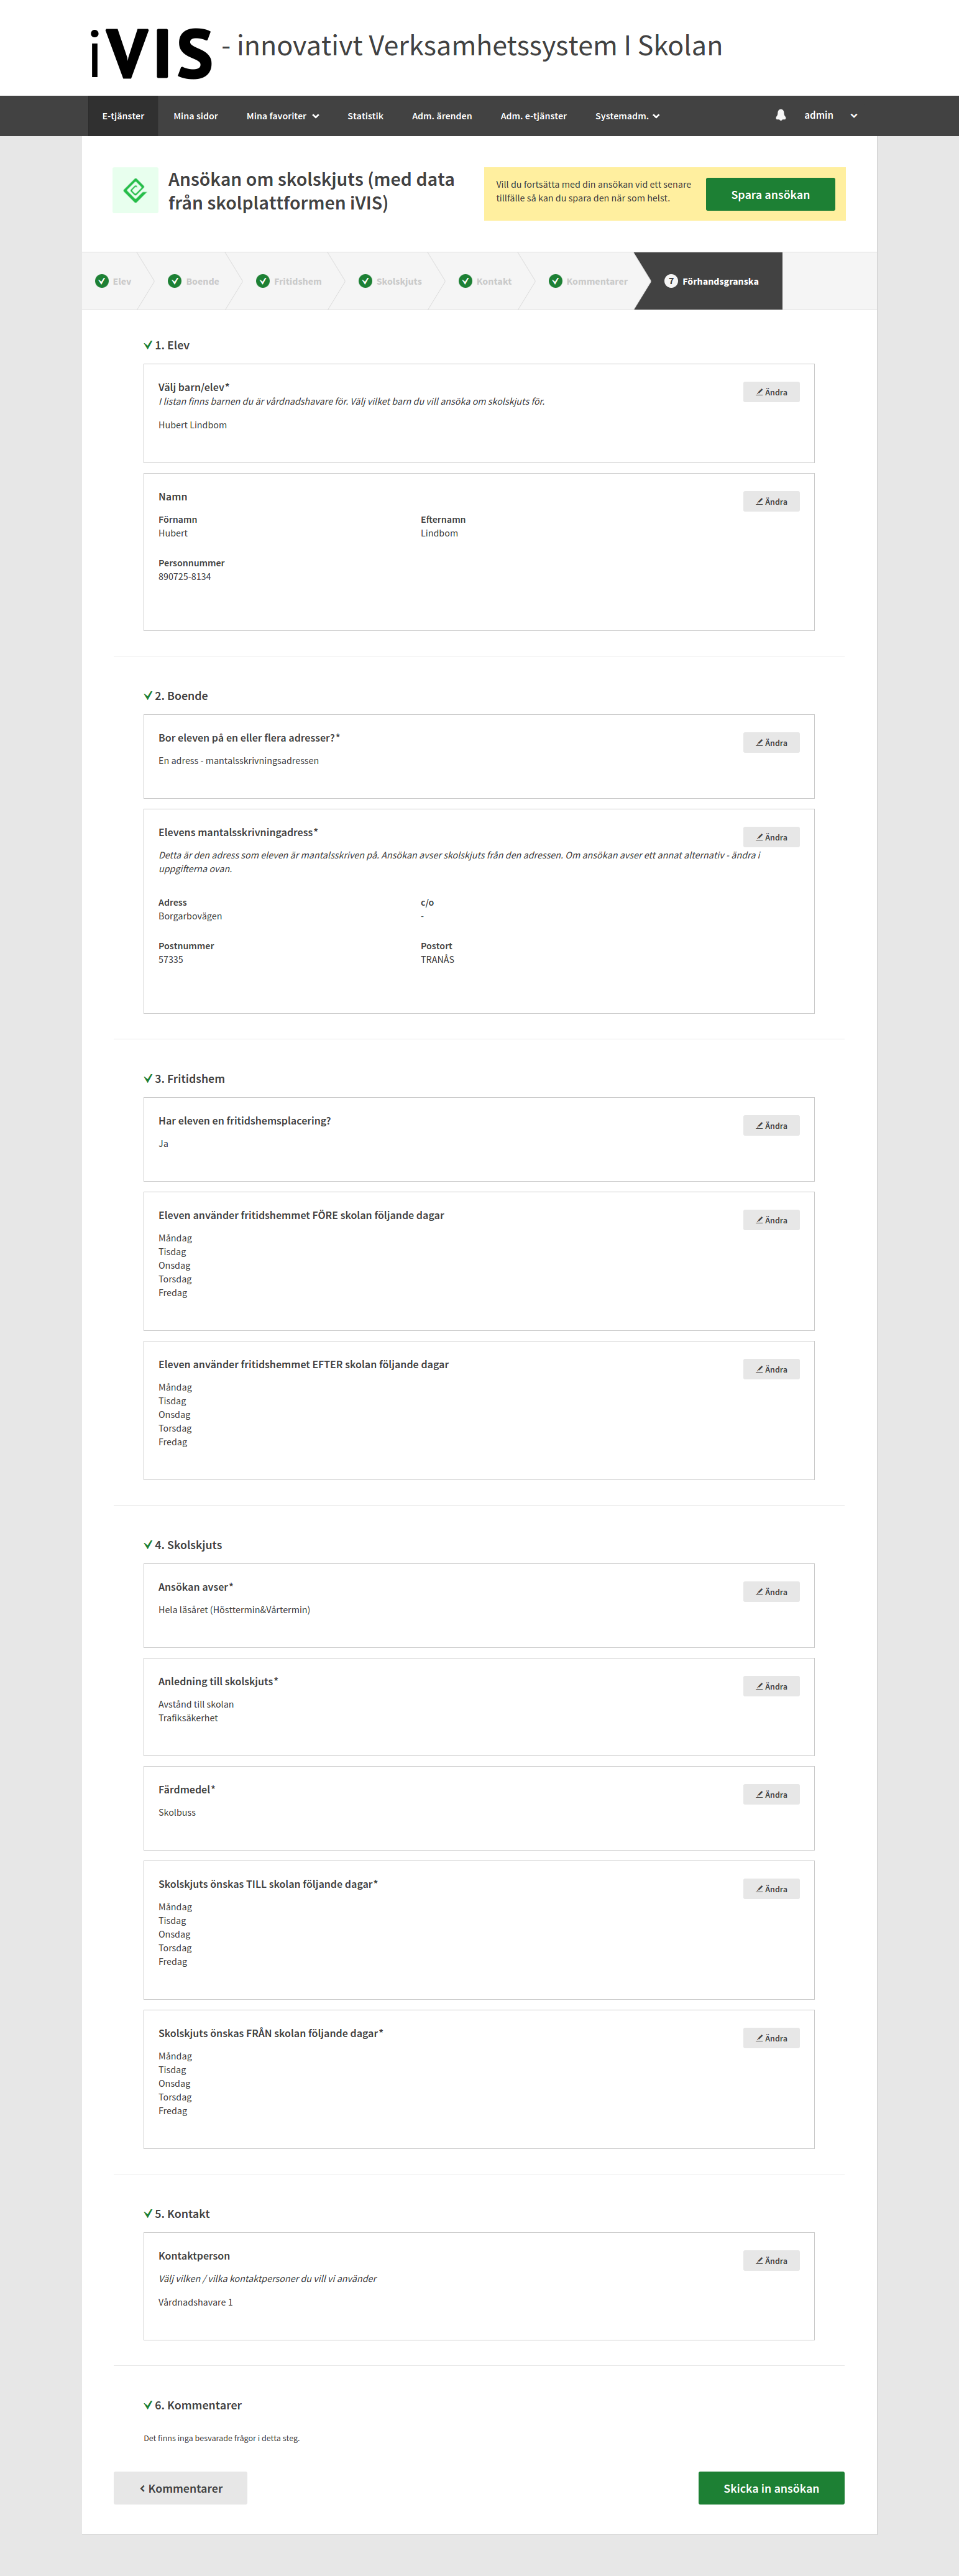 iVIS - innovativt Verksamhetssystem I Skolan
E-tjänster Mina sidor Mina favoriter Statistik Adm. ärenden Adm. e-tjänster Systemadm. admin
Ansökan om skolskjuts (med data
från skolplattformen iVIS)
Vill du fortsätta med din ansökan vid ett senare
tillfälle så kan du spara den när som helst.
Spara ansökan
Elev Boende Fritidshem Skolskjuts Kontakt Kommentarer 7 Förhandsgranska
1. Elev
Välj barn/elev*
Ändra
I listan finns barnen du är vårdnadshavare för. Välj vilket barn du vill ansöka om skolskjuts för.
Hubert Lindbom
Namn
Ändra
Förnamn Efternamn
Hubert Lindbom
Personnummer
890725-8134
2. Boende
Bor eleven på en eller flera adresser?*
Ändra
En adress - mantalsskrivningsadressen
Elevens mantalsskrivningadress*
Ändra
Detta är den adress som eleven är mantalsskriven på. Ansökan avser skolskjuts från den adressen. Om ansökan avser ett annat alternativ - ändra i
uppgifterna ovan.
Adress c/o
Borgarbovägen -
Postnummer Postort
57335 TRANÅS
3. Fritidshem
Har eleven en fritidshemsplacering?
Ändra
Ja
Eleven använder fritidshemmet FÖRE skolan följande dagar
Ändra
Måndag
Tisdag
Onsdag
Torsdag
Fredag
Eleven använder fritidshemmet EFTER skolan följande dagar
Ändra
Måndag
Tisdag
Onsdag
Torsdag
Fredag
4. Skolskjuts
Ansökan avser*
Ändra
Hela läsåret (Hösttermin&Vårtermin)
Anledning till skolskjuts*
Ändra
Avstånd till skolan
Trafiksäkerhet
Färdmedel*
Ändra
Skolbuss
Skolskjuts önskas TILL skolan följande dagar*
Ändra
Måndag
Tisdag
Onsdag
Torsdag
Fredag
Skolskjuts önskas FRÅN skolan följande dagar*
Ändra
Måndag
Tisdag
Onsdag
Torsdag
Fredag
5. Kontakt
Kontaktperson
Ändra
Välj vilken / vilka kontaktpersoner du vill vi använder
Vårdnadshavare 1
6. Kommentarer
Det finns inga besvarade frågor i detta steg.
Kommentarer
Skicka in ansökan